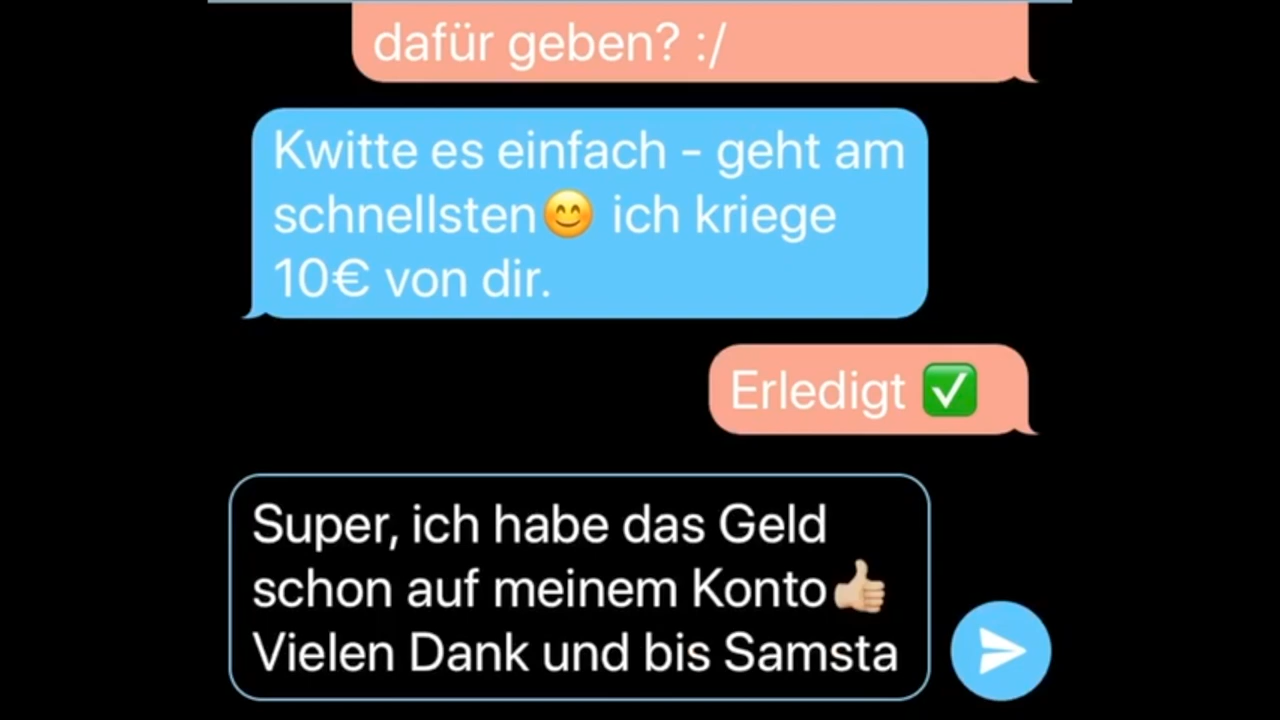 dafür geben? :/
Kwitte es einfach - geht am
schnellsten😊 ich kriege
10€ von dir.
Erledigt ✅
Super, ich habe das Geld
schon auf meinem Konto👍🏼
Vielen Dank und bis Samsta